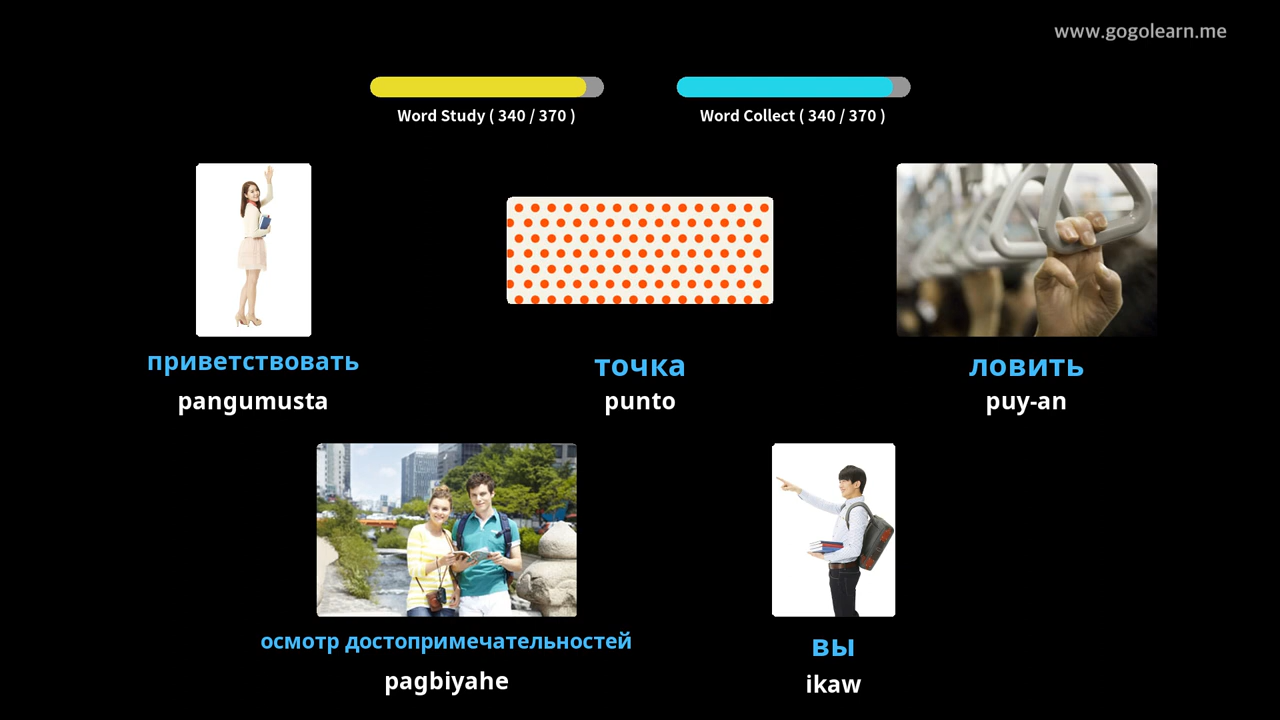 www.gogolearn.me
Word Study ( 340 / 370 )
Word Collect ( 340 / 370 )
приветствовать
pangumusta
точка
punto
ловить
puy-an
осмотр достопримечательностей
pagbiyahe
вы
ikaw